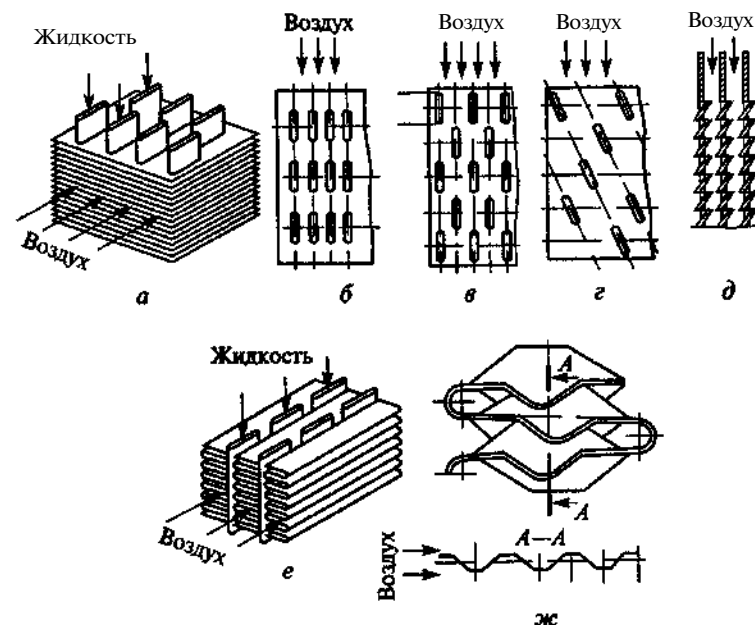 Жидкость
Воздух
Воздух
Воздух
Воздух
Воздух
а
б
в
г
д
Жидкость
А
А
Воздух
е
А–А
Воздух
ж